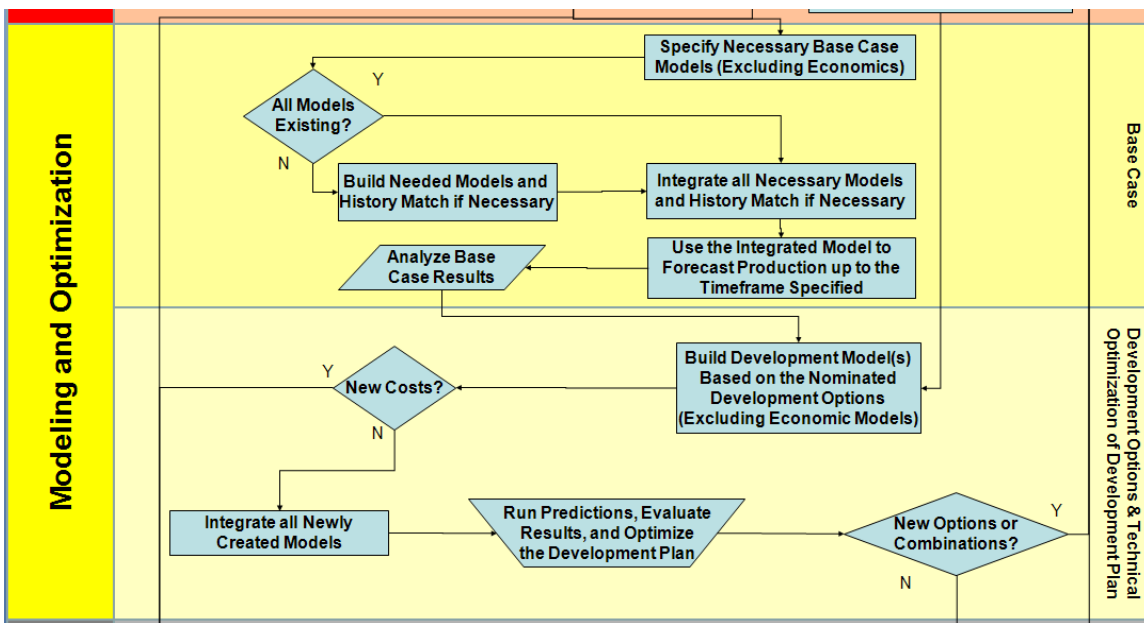 Modeling and Optimization
Base Case
Specify Necessary Base Case
Models (Excluding Economics)
Y
All Models
Existing?
N
Build Needed Models and
History Match if Necessary
Integrate all Necessary Models
and History Match if Necessary
Use the Integrated Model to
Forecast Production up to the
Timeframe Specified
Analyze Base
Case Results
Development Options & Technical
Optimization of Development Plan
Build Development Model(s)
Based on the Nominated
Development Options
(Excluding Economic Models)
Y
New Costs?
N
Integrate all Newly
Created Models
Run Predictions, Evaluate
Results, and Optimize
the Development Plan
New Options or
Combinations?
Y
N